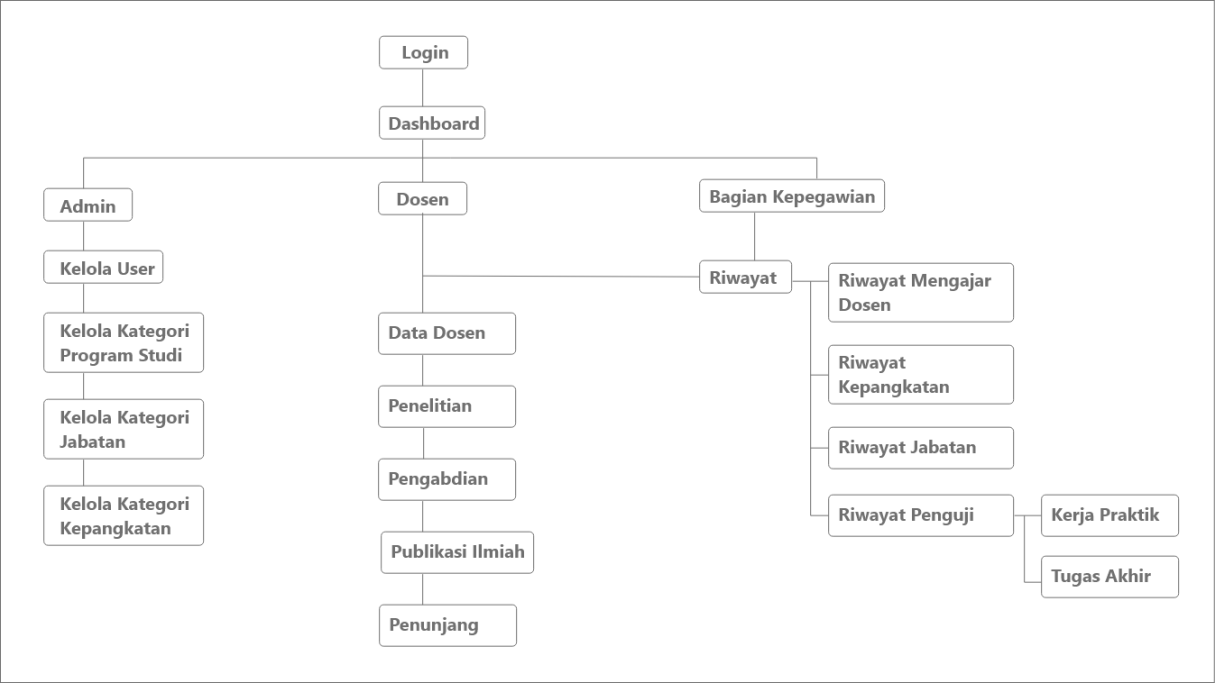 Login
Dashboard
Admin
Dosen
Bagian Kepegawian
Kelola User
Riwayat
Riwayat Mengajar
Dosen
Kelola Kategori
Program Studi
Data Dosen
Riwayat
Kepangkatan
Kelola Kategori
Jabatan
Penelitian
Riwayat Jabatan
Pengabdian
Kelola Kategori
Kepangkatan
Riwayat Penguji
Kerja Praktik
Publikasi Ilmiah
Tugas Akhir
Penunjang